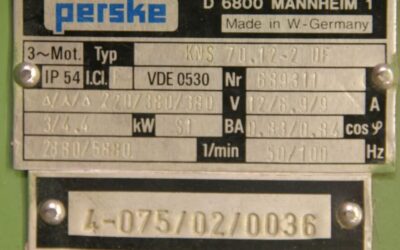 perske
D 6800 MANNHEIM 1
Made in W.-Germany
3~Mot. Typ KNS 70.12-2 DF
IP 54 I.Cl. F VDE 0530 Nr 689311
220/380/380 V 12/6,9/9 A
3/4,4 kW S1 BA 0,83/0,84 cos φ
2880/5880 1/min 50/100 Hz
4-075/02/0036